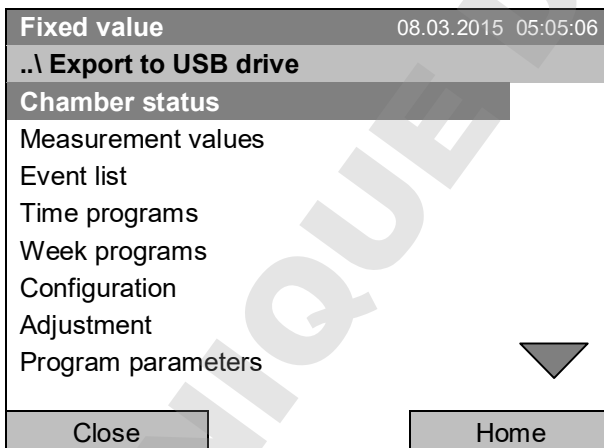 Fixed value 08.03.2015 05:05:06
..\ Export to USB drive
Chamber status
Measurement values
Event list
Time programs
Week programs
Configuration
Adjustment
Program parameters
Close Home